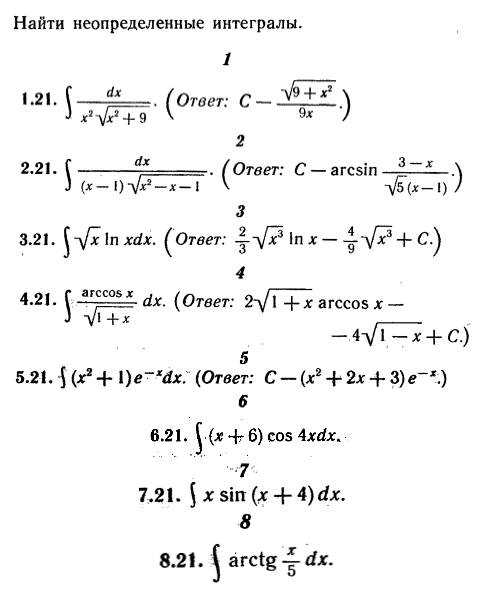 Найти неопределенные интегралы.
1
1.21. ∫ dx / (x²√(x² + 9)). (Ответ: C − √(9 + x²) / 9x.)
2
2.21. ∫ dx / ((x − 1)√(x² − x − 1)). (Ответ: C − arcsin (3 − x) / (√5(x − 1)).)
3
3.21. ∫ √x ln xdx. (Ответ: 2/3 √x³ ln x − 4/9 √x³ + C.)
4
4.21. ∫ arccos x / √(1 + x) dx. (Ответ: 2√(1 + x) arccos x −
− 4√(1 − x) + C.)
5
5.21. ∫ (x² + 1)e⁻ˣdx. (Ответ: C − (x² + 2x + 3)e⁻ˣ.)
6
6.21. ∫ (x + 6) cos 4xdx.
7
7.21. ∫ x sin (x + 4) dx.
8
8.21. ∫ arctg x/5 dx.